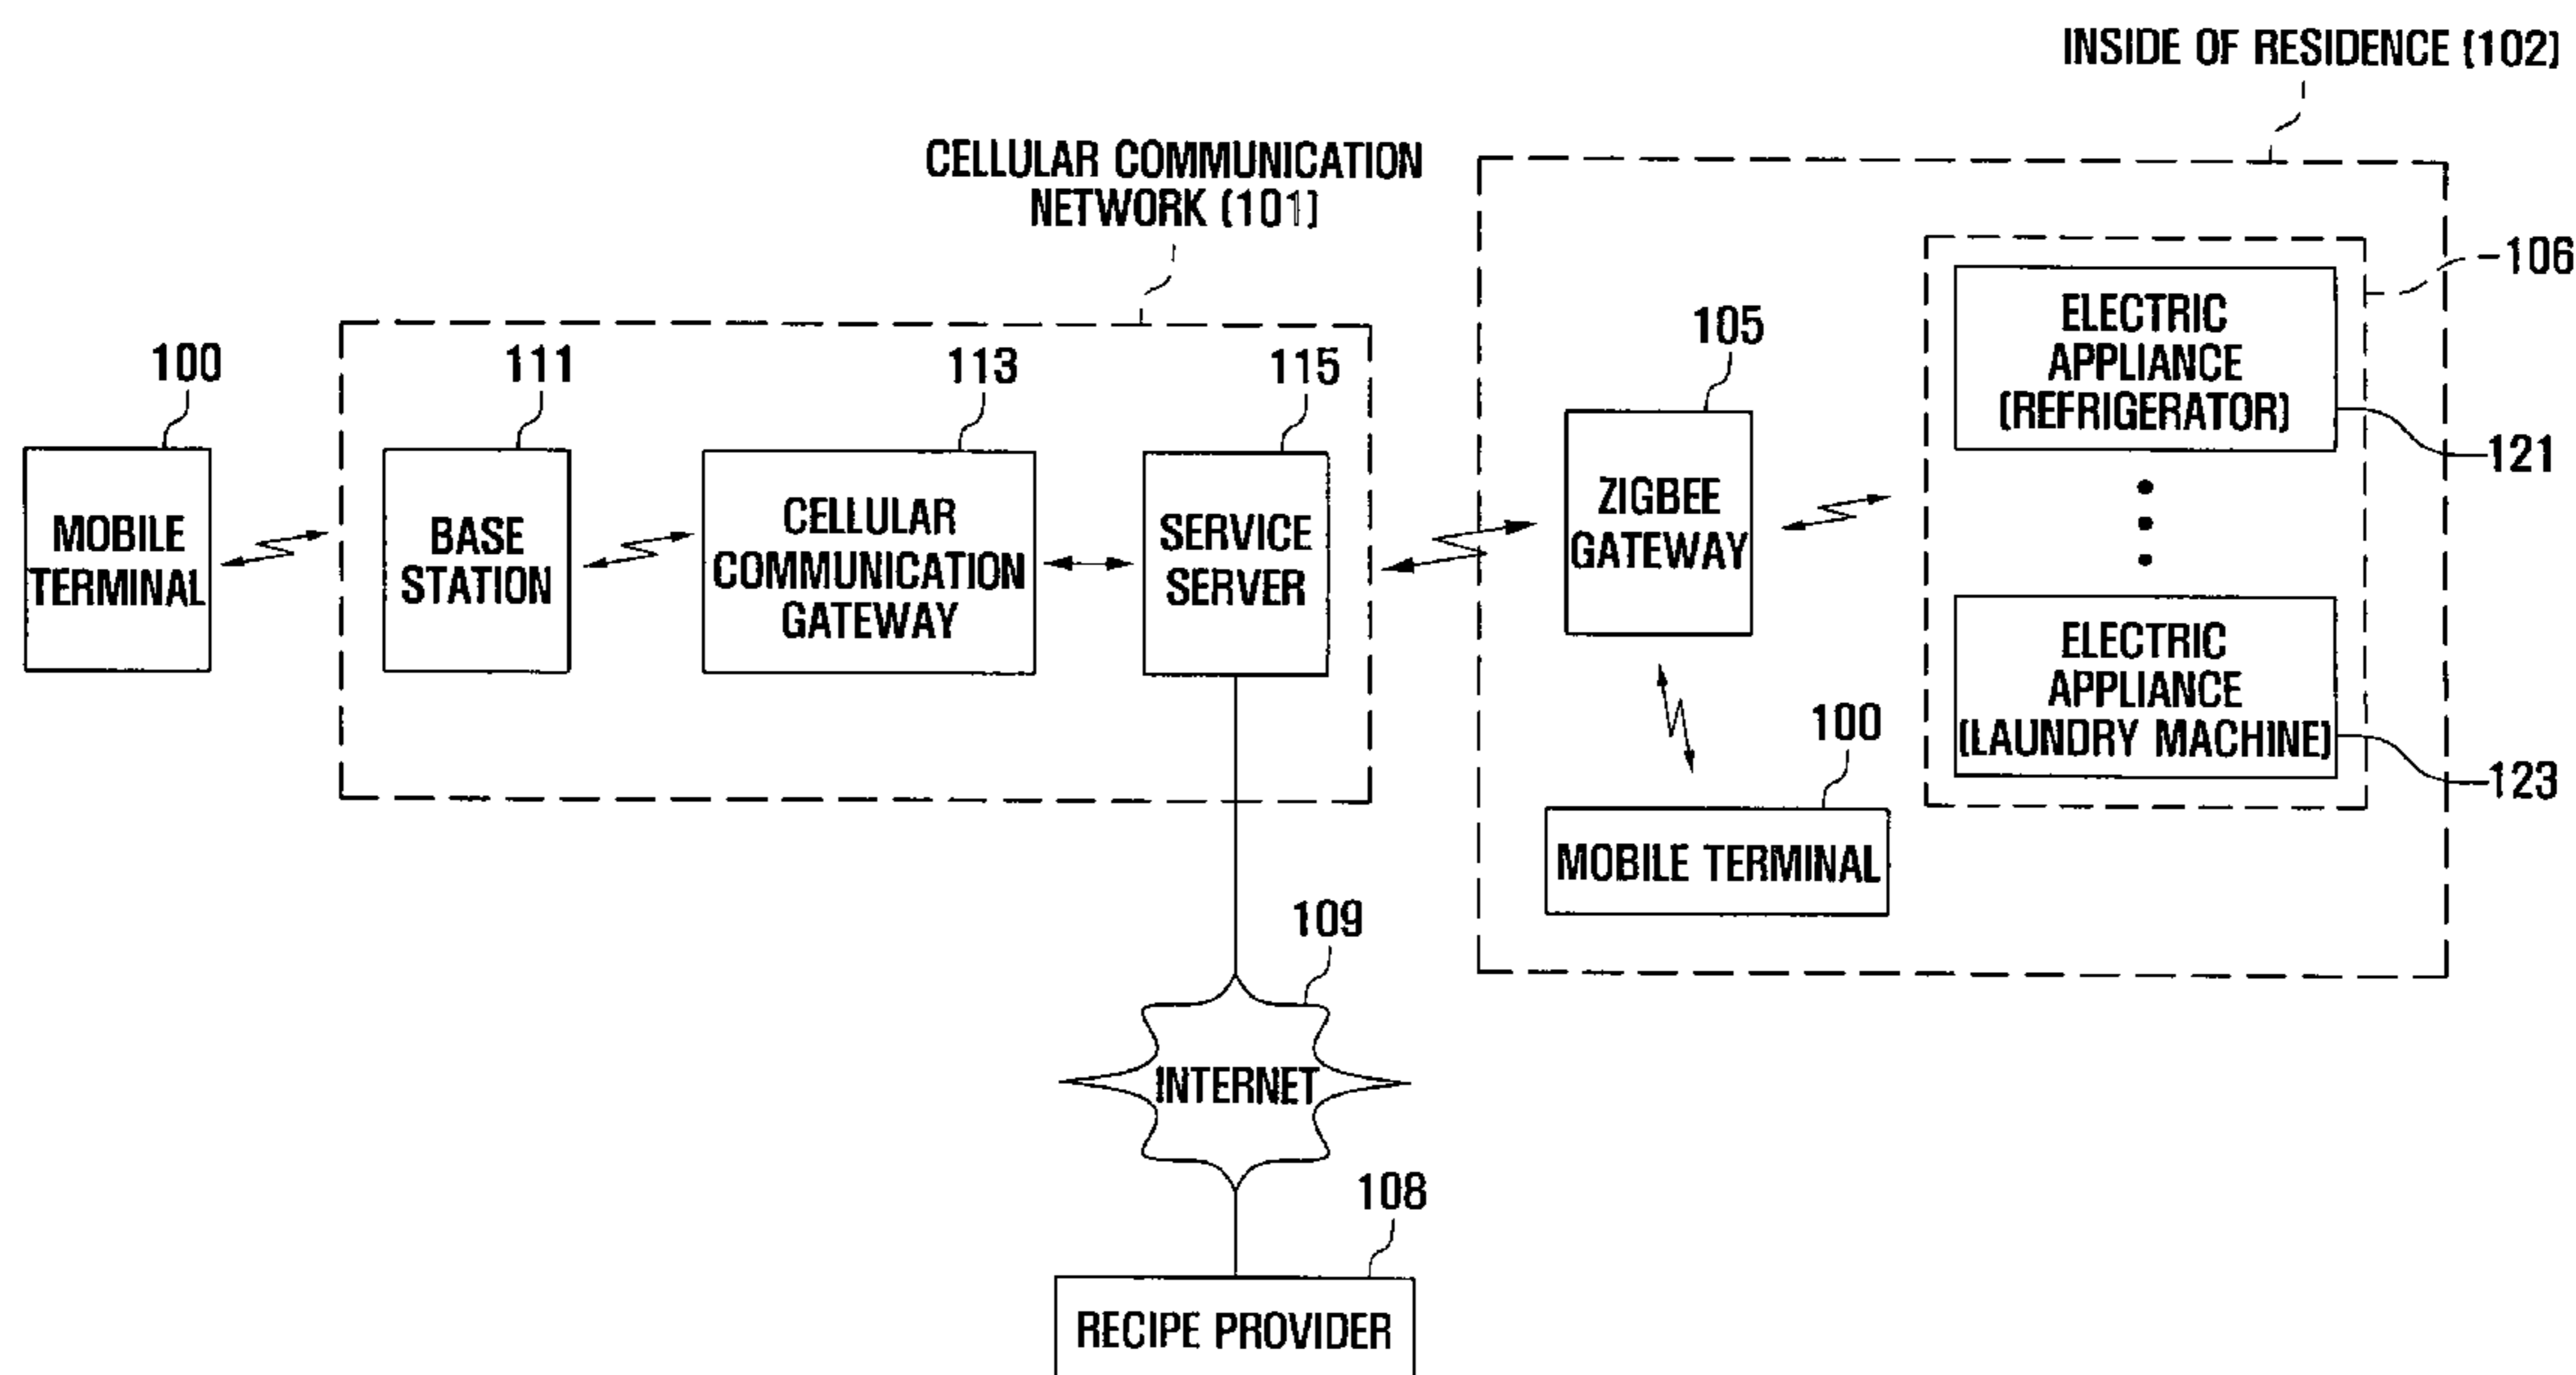 INSIDE OF RESIDENCE (102)
CELLULAR COMMUNICATION
NETWORK (101)
106
100
111
113
115
105
MOBILE
TERMINAL
BASE
STATION
CELLULAR
COMMUNICATION
GATEWAY
SERVICE
SERVER
ZIGBEE
GATEWAY
ELECTRIC
APPLIANCE
(REFRIGERATOR)
121
ELECTRIC
APPLIANCE
(LAUNDRY MACHINE)
123
100
MOBILE TERMINAL
109
INTERNET
108
RECIPE PROVIDER